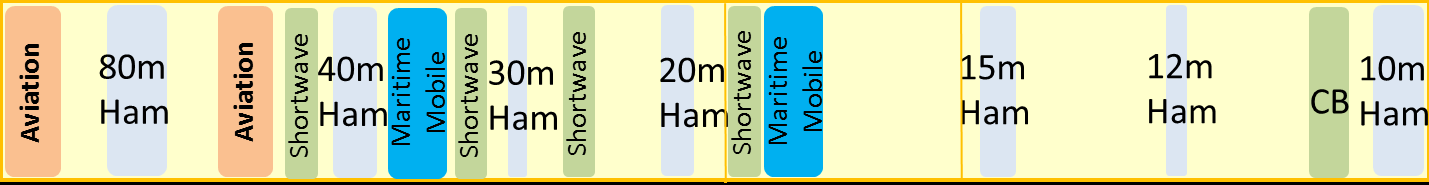 Aviation
80m
Ham
Aviation
Shortwave
40m
Ham
Maritime
Mobile
Shortwave
30m
Ham
Shortwave
20m
Ham
Shortwave
Maritime
Mobile
15m
Ham
12m
Ham
CB
10m
Ham